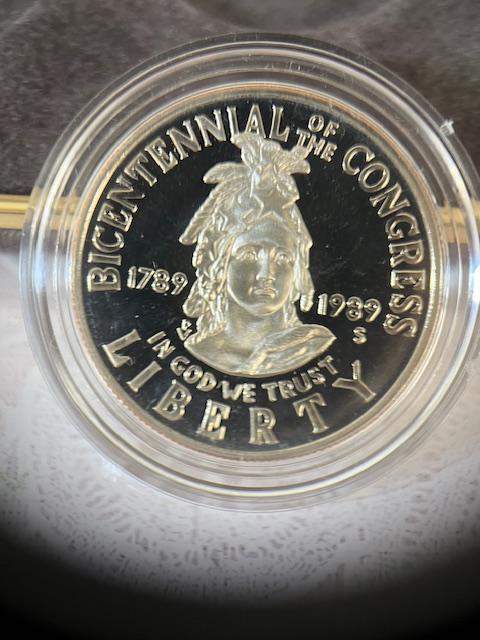 BICENTENNIAL OF THE CONGRESS
1789
1989
S
IN GOD WE TRUST
LIBERTY